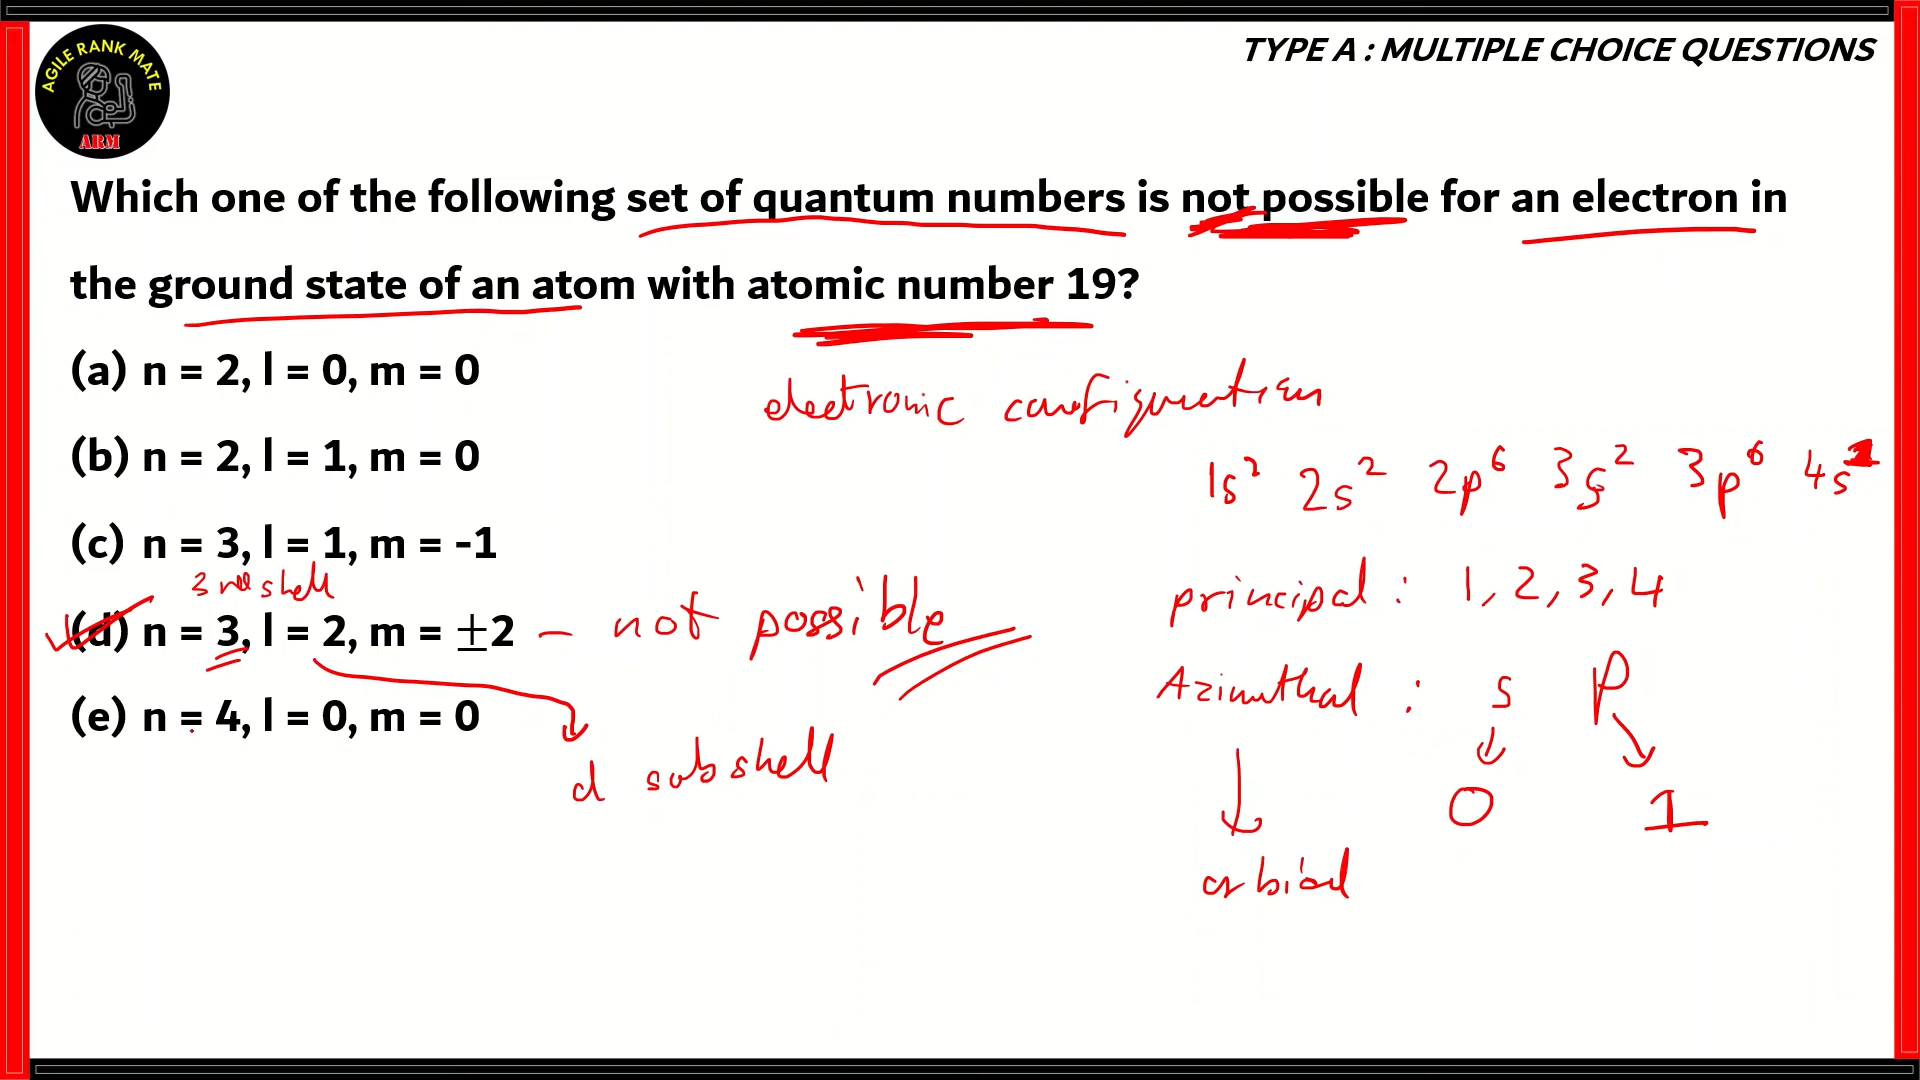 AGILE RANK MATE
ARM
TYPE A : MULTIPLE CHOICE QUESTIONS
Which one of the following set of quantum numbers is not possible for an electron in
the ground state of an atom with atomic number 19?
(a) n = 2, l = 0, m = 0
electronic configuration
(b) n = 2, l = 1, m = 0
1s² 2s² 2p⁶ 3s² 3p⁶ 4s¹
(c) n = 3, l = 1, m = -1
3rd shell
principal : 1, 2, 3, 4
(d) n = 3, l = 2, m = ±2 – not possible
Azimuthal : s p
(e) n = 4, l = 0, m = 0
d subshell
0 1
orbital